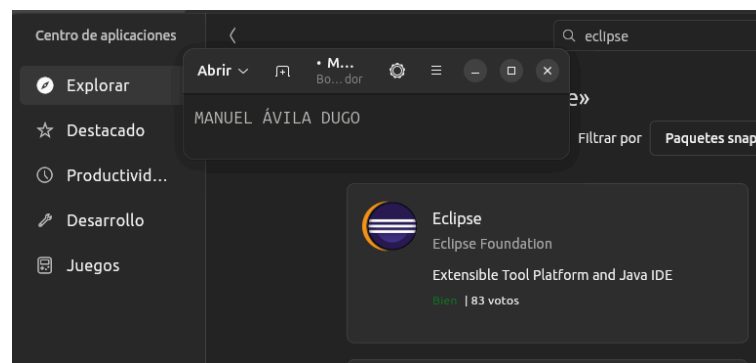 Centro de aplicaciones
eclipse
Explorar
Destacado
Productivid...
Desarrollo
Juegos
Abrir
• M...
Bo...dor
MANUEL ÁVILA DUGO
e»
Filtrar por
Paquetes snap
Eclipse
Eclipse Foundation
Extensible Tool Platform and Java IDE
Bien | 83 votos